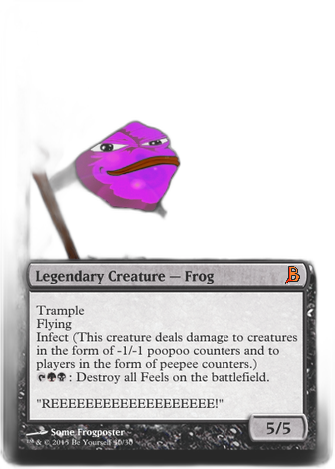 Legendary Creature — Frog
B
Trample
Flying
Infect (This creature deals damage to creatures
in the form of -1/-1 poopoo counters and to
players in the form of peepee counters.)
: Destroy all Feels on the battlefield.
"REEEEEEEEEEEEEEEEEEE!"
5/5
Some Frogposter
& © 2015 Be Yourself